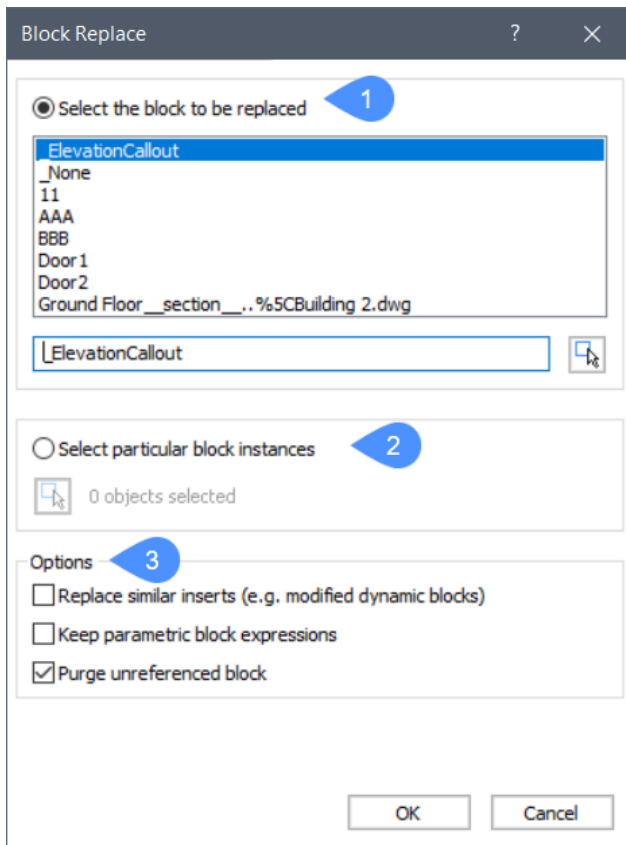 Block Replace ?
Select the block to be replaced 1
_ElevationCallout
_None
11
AAA
BBB
Door1
Door2
Ground Floor__section__..%5CBuilding 2.dwg
_ElevationCallout
Select particular block instances 2
0 objects selected
Options 3
Replace similar inserts (e.g. modified dynamic blocks)
Keep parametric block expressions
Purge unreferenced block
OK Cancel